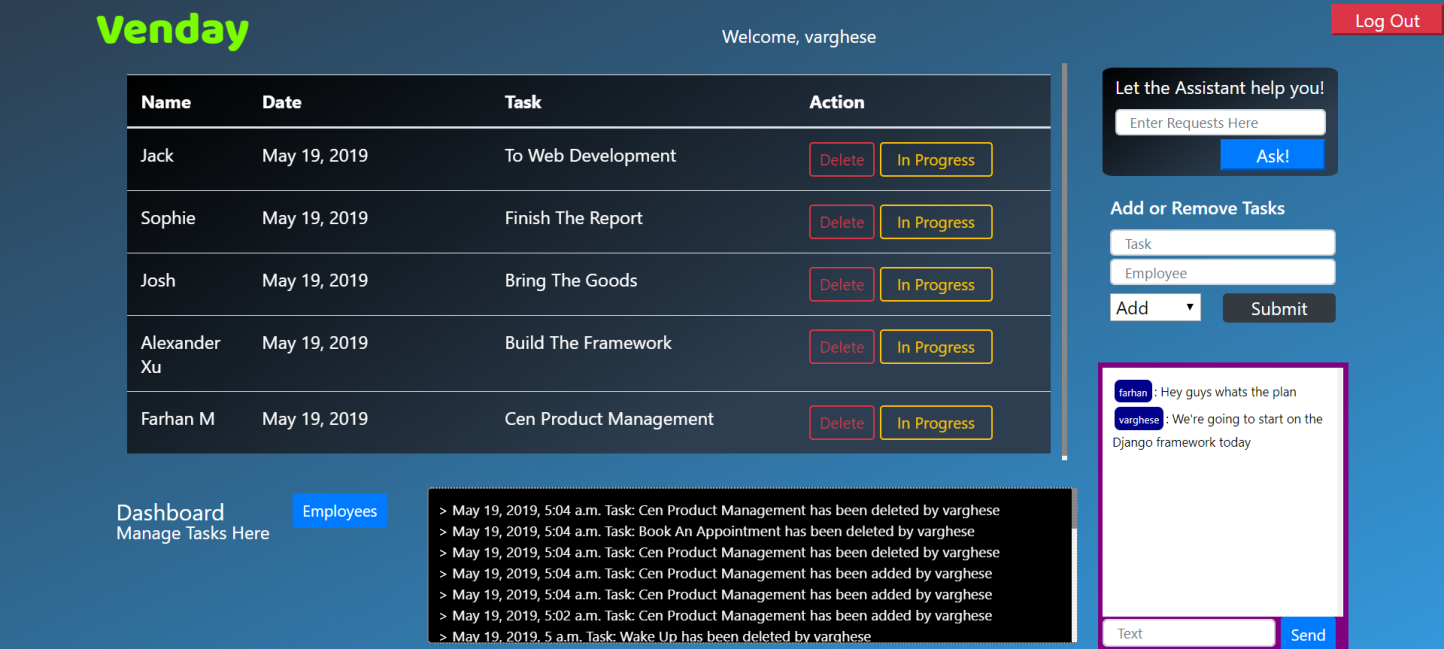 Venday
Welcome, varghese
Log Out
Name Date Task Action
Jack May 19, 2019 To Web Development Delete In Progress
Sophie May 19, 2019 Finish The Report Delete In Progress
Josh May 19, 2019 Bring The Goods Delete In Progress
Alexander May 19, 2019 Build The Framework Delete In Progress
Xu
Farhan M May 19, 2019 Cen Product Management Delete In Progress
Let the Assistant help you!
Enter Requests Here
Ask!
Add or Remove Tasks
Task
Employee
Add Submit
farhan : Hey guys whats the plan
varghese : We're going to start on the
Django framework today
Text Send
Dashboard
Manage Tasks Here
Employees
> May 19, 2019, 5:04 a.m. Task: Cen Product Management has been deleted by varghese
> May 19, 2019, 5:04 a.m. Task: Book An Appointment has been deleted by varghese
> May 19, 2019, 5:04 a.m. Task: Cen Product Management has been deleted by varghese
> May 19, 2019, 5:04 a.m. Task: Cen Product Management has been added by varghese
> May 19, 2019, 5:04 a.m. Task: Cen Product Management has been added by varghese
> May 19, 2019, 5:02 a.m. Task: Cen Product Management has been added by varghese
> May 19, 2019, 5 a.m. Task: Wake Up has been deleted by varghese